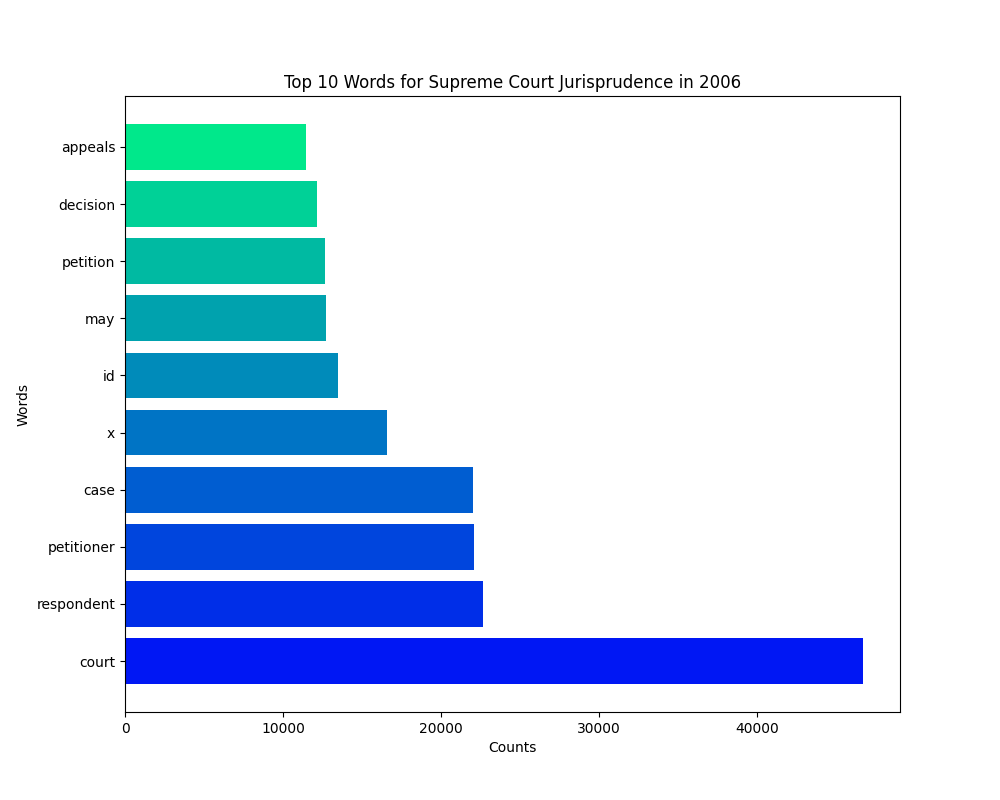 Top 10 Words for Supreme Court Jurisprudence in 2006
appeals
decision
petition
may
id
x
case
petitioner
respondent
court
Words
0 10000 20000 30000 40000
Counts